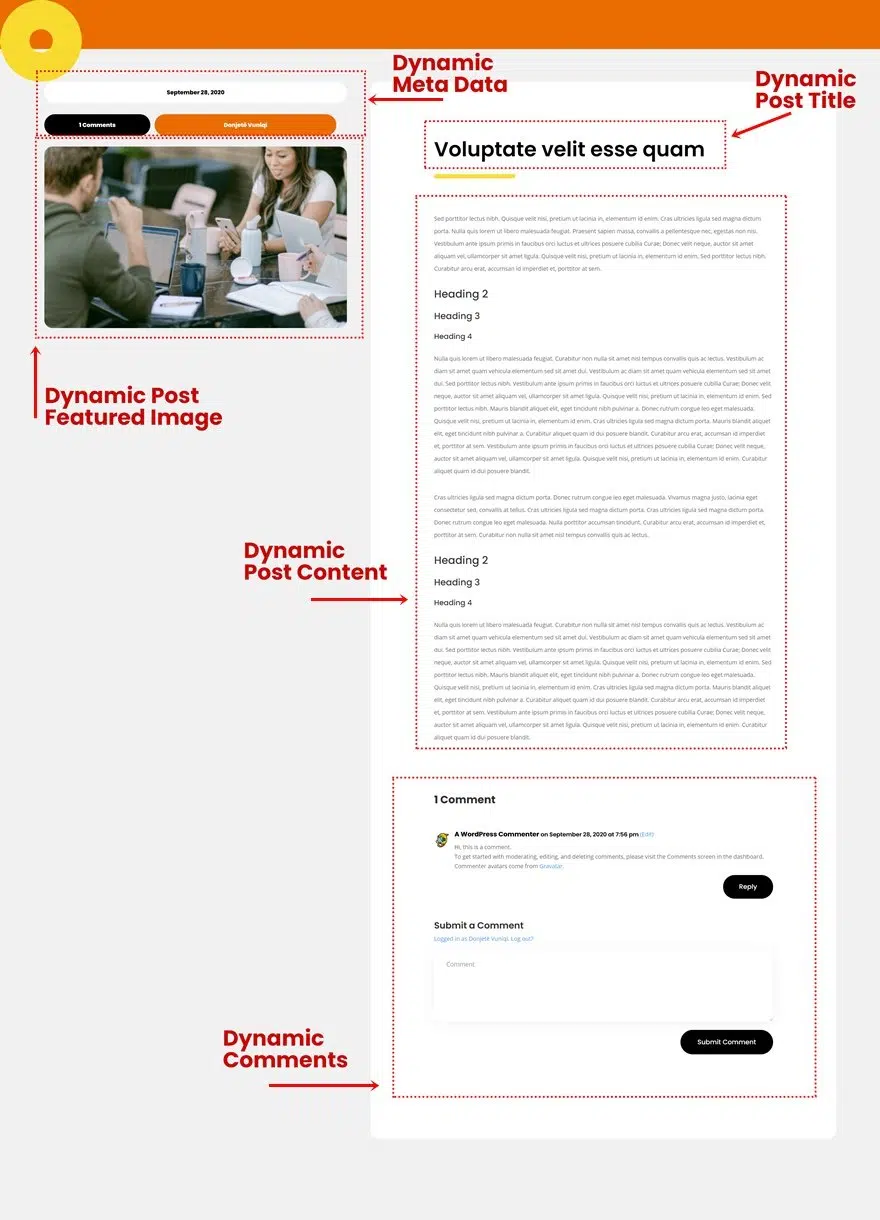 Dynamic
Meta Data
Dynamic
Post Title
September 28, 2020
1 Comments
Donjetë Vuniqi
Dynamic Post
Featured Image
Voluptate velit esse quam
Sed porttitor lectus nibh. Quisque velit nisi, pretium ut lacinia in, elementum id enim. Cras ultricies ligula sed magna dictum
porta. Nulla quis lorem ut libero malesuada feugiat. Praesent sapien massa, convallis a pellentesque nec, egestas non nisi.
Vestibulum ante ipsum primis in faucibus orci luctus et ultrices posuere cubilia Curae; Donec velit neque, auctor sit amet
aliquam vel, ullamcorper sit amet ligula. Quisque velit nisi, pretium ut lacinia in, elementum id enim. Sed porttitor lectus nibh.
Curabitur arcu erat, accumsan id imperdiet et, porttitor at sem.
Heading 2
Heading 3
Heading 4
Nulla quis lorem ut libero malesuada feugiat. Curabitur non nulla sit amet nisl tempus convallis quis ac lectus. Vestibulum ac
diam sit amet quam vehicula elementum sed sit amet dui. Vestibulum ac diam sit amet quam vehicula elementum sed sit amet
dui. Sed porttitor lectus nibh. Vestibulum ante ipsum primis in faucibus orci luctus et ultrices posuere cubilia Curae; Donec velit
neque, auctor sit amet aliquam vel, ullamcorper sit amet ligula. Quisque velit nisi, pretium ut lacinia in, elementum id enim. Sed
porttitor lectus nibh. Mauris blandit aliquet elit, eget tincidunt nibh pulvinar a. Donec rutrum congue leo eget malesuada.
Quisque velit nisi, pretium ut lacinia in, elementum id enim. Cras ultricies ligula sed magna dictum porta. Mauris blandit aliquet
elit, eget tincidunt nibh pulvinar a. Curabitur aliquet quam id dui posuere blandit. Curabitur arcu erat, accumsan id imperdiet
et, porttitor at sem. Vestibulum ante ipsum primis in faucibus orci luctus et ultrices posuere cubilia Curae; Donec velit neque,
auctor sit amet aliquam vel, ullamcorper sit amet ligula. Quisque velit nisi, pretium ut lacinia in, elementum id enim. Curabitur
aliquet quam id dui posuere blandit.
Cras ultricies ligula sed magna dictum porta. Donec rutrum congue leo eget malesuada. Vivamus magna justo, lacinia eget
consectetur sed, convallis at tellus. Cras ultricies ligula sed magna dictum porta. Cras ultricies ligula sed magna dictum porta.
Donec rutrum congue leo eget malesuada. Nulla porttitor accumsan tincidunt. Curabitur arcu erat, accumsan id imperdiet et,
porttitor at sem. Curabitur non nulla sit amet nisl tempus convallis quis ac lectus.
Dynamic
Post Content
Heading 2
Heading 3
Heading 4
Nulla quis lorem ut libero malesuada feugiat. Curabitur non nulla sit amet nisl tempus convallis quis ac lectus. Vestibulum ac
diam sit amet quam vehicula elementum sed sit amet dui. Vestibulum ac diam sit amet quam vehicula elementum sed sit amet
dui. Sed porttitor lectus nibh. Vestibulum ante ipsum primis in faucibus orci luctus et ultrices posuere cubilia Curae; Donec velit
neque, auctor sit amet aliquam vel, ullamcorper sit amet ligula. Quisque velit nisi, pretium ut lacinia in, elementum id enim. Sed
porttitor lectus nibh. Mauris blandit aliquet elit, eget tincidunt nibh pulvinar a. Donec rutrum congue leo eget malesuada.
Quisque velit nisi, pretium ut lacinia in, elementum id enim. Cras ultricies ligula sed magna dictum porta. Mauris blandit aliquet
elit, eget tincidunt nibh pulvinar a. Curabitur aliquet quam id dui posuere blandit. Curabitur arcu erat, accumsan id imperdiet
et, porttitor at sem. Vestibulum ante ipsum primis in faucibus orci luctus et ultrices posuere cubilia Curae; Donec velit neque,
auctor sit amet aliquam vel, ullamcorper sit amet ligula. Quisque velit nisi, pretium ut lacinia in, elementum id enim. Curabitur
aliquet quam id dui posuere blandit.
1 Comment
A WordPress Commenter on September 28, 2020 at 7:56 pm (Edit)
Hi, this is a comment.
To get started with moderating, editing, and deleting comments, please visit the Comments screen in the dashboard.
Commenter avatars come from Gravatar.
Reply
Submit a Comment
Logged in as Donjetë Vuniqi. Log out?
Comment
Submit Comment
Dynamic
Comments